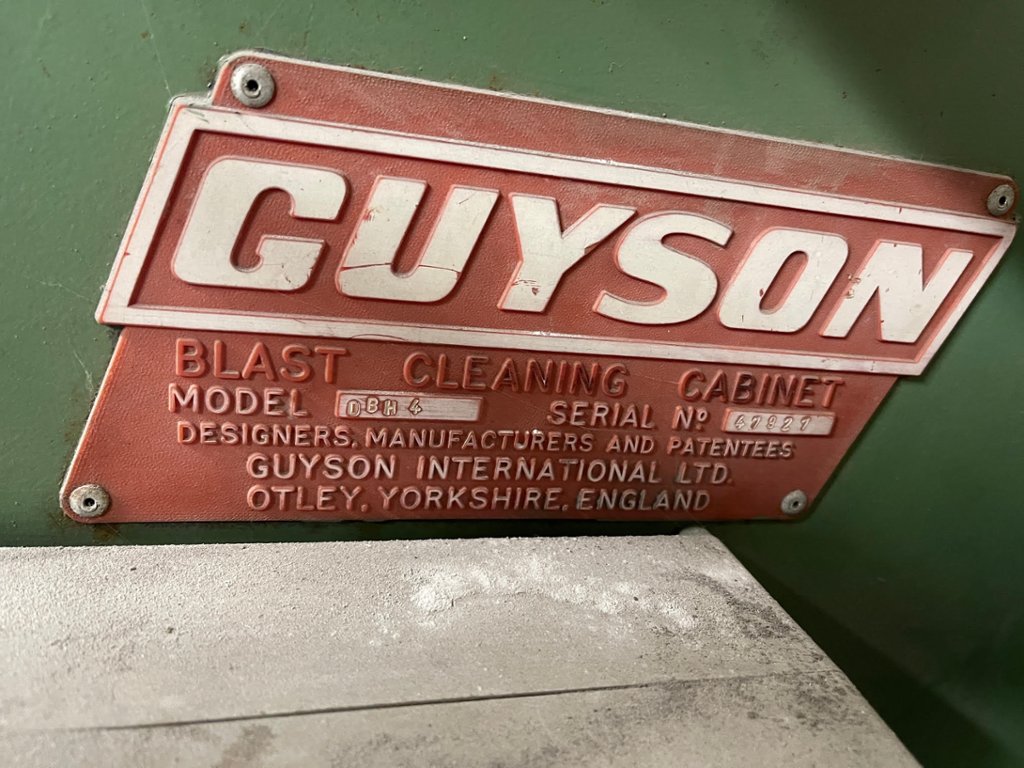 GUYSON
BLAST CLEANING CABINET
MODEL DBH 4 SERIAL Nº 47927
DESIGNERS, MANUFACTURERS AND PATENTEES
GUYSON INTERNATIONAL LTD.
OTLEY, YORKSHIRE, ENGLAND